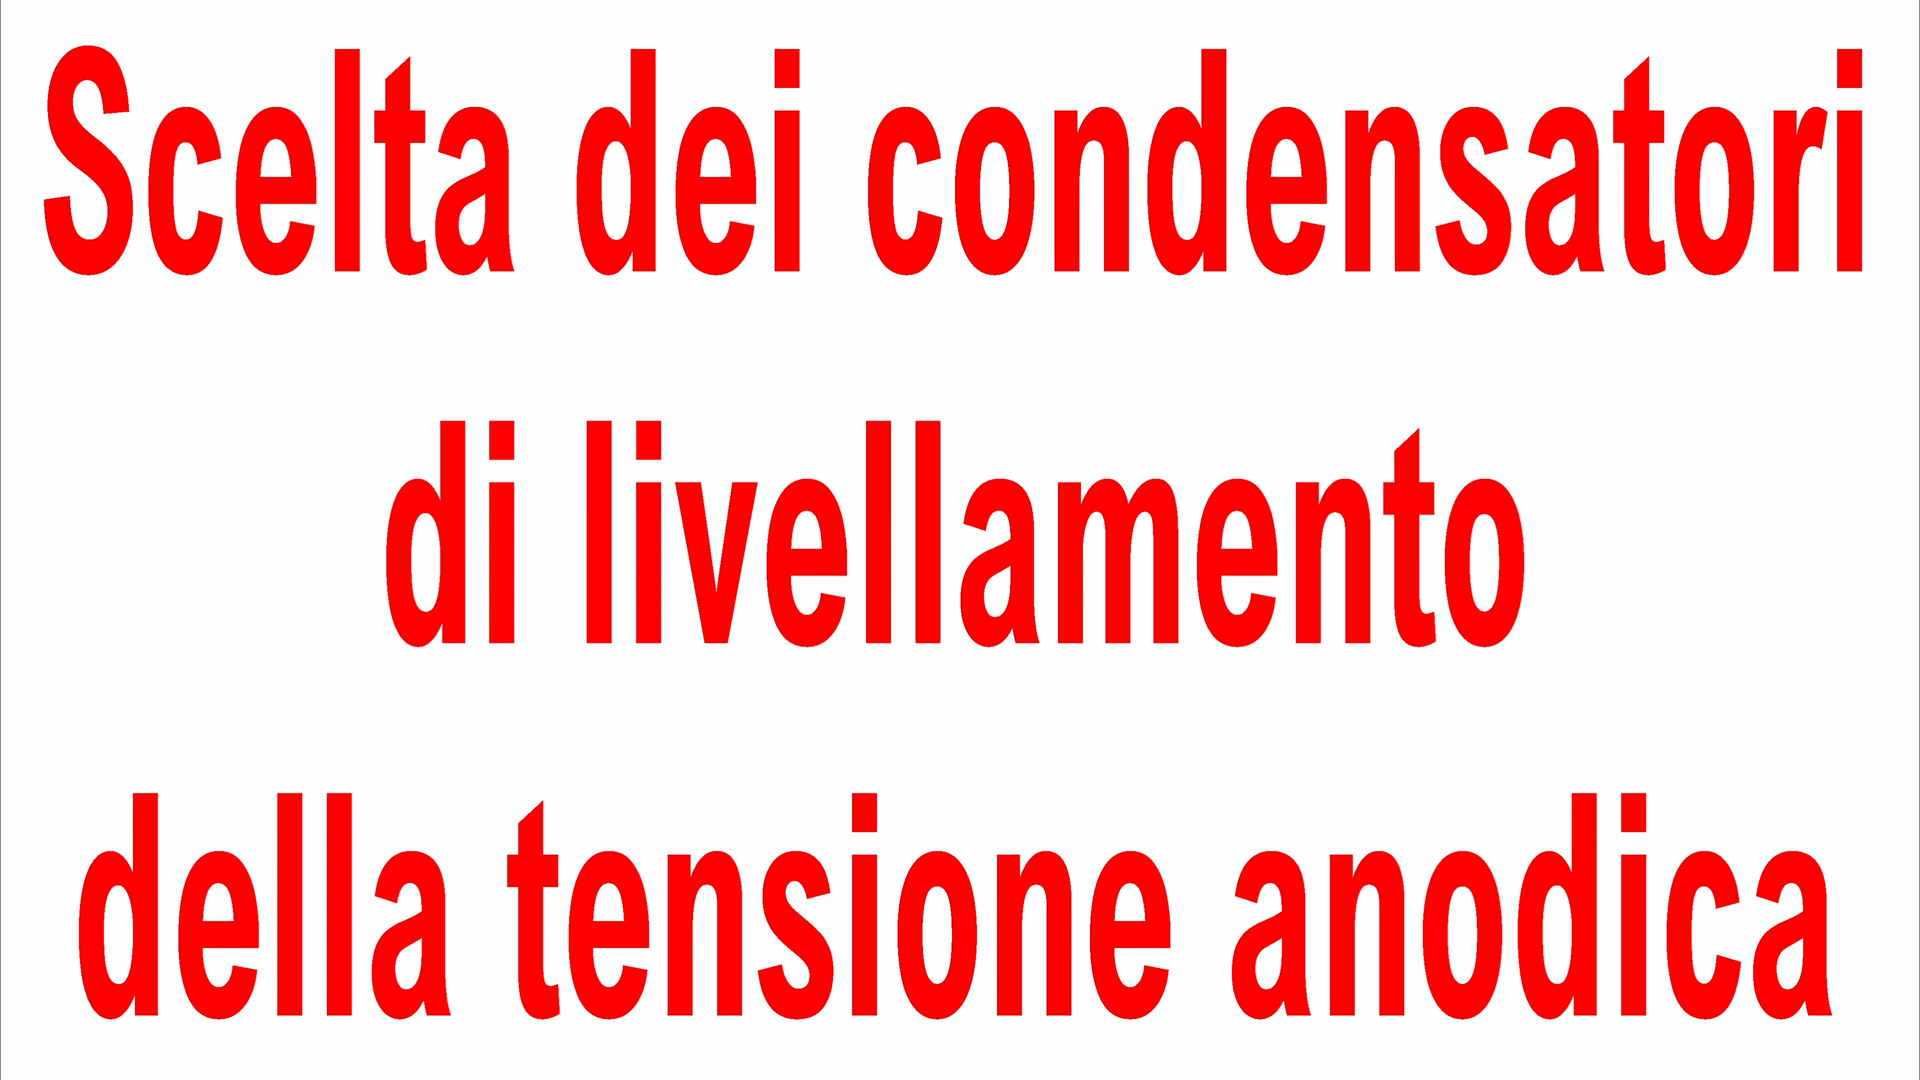 Scelta dei condensatori
di livellamento
della tensione anodica